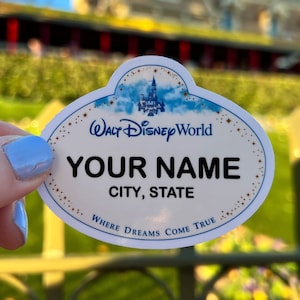 Walt Disney World
YOUR NAME
CITY, STATE
WHERE DREAMS COME TRUE